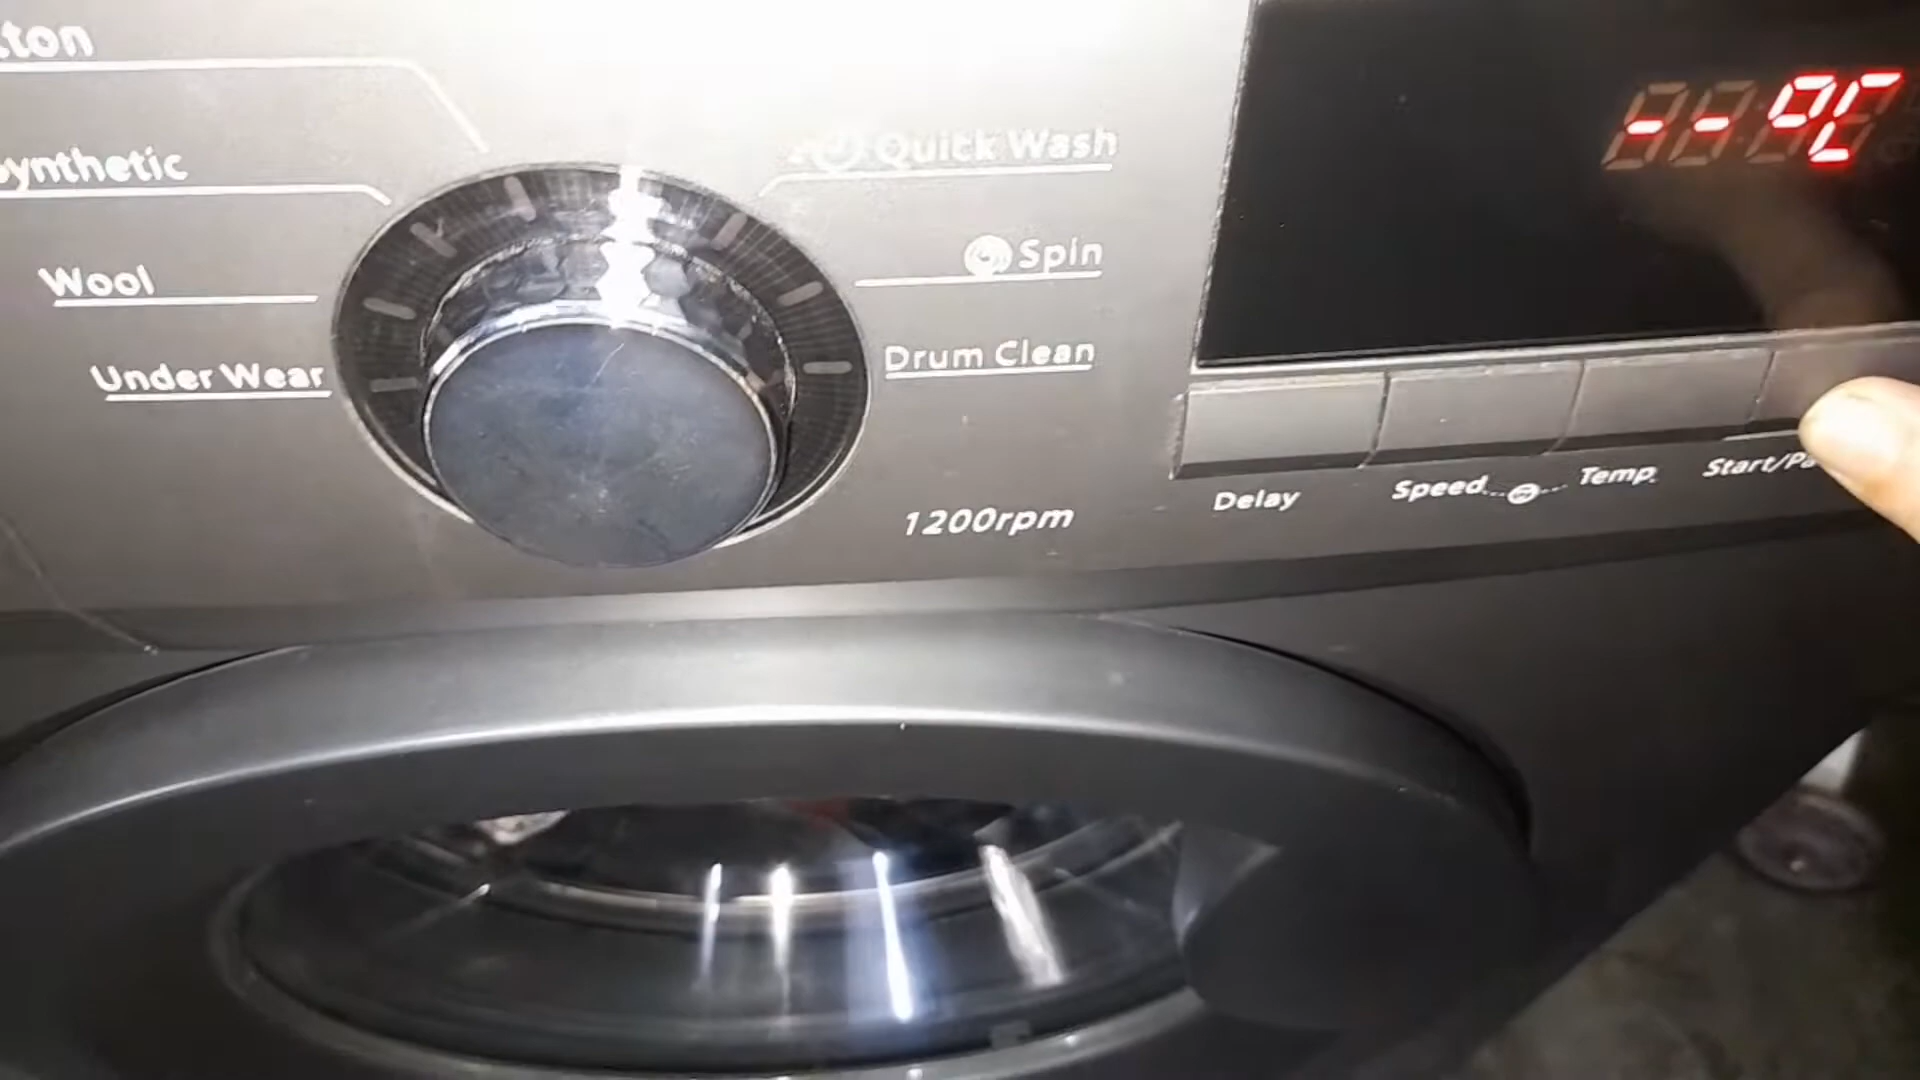 Synthetic
Wool
Under Wear
Quick Wash
Spin
Drum Clean
1200rpm
--°C
Delay
Speed
Temp.